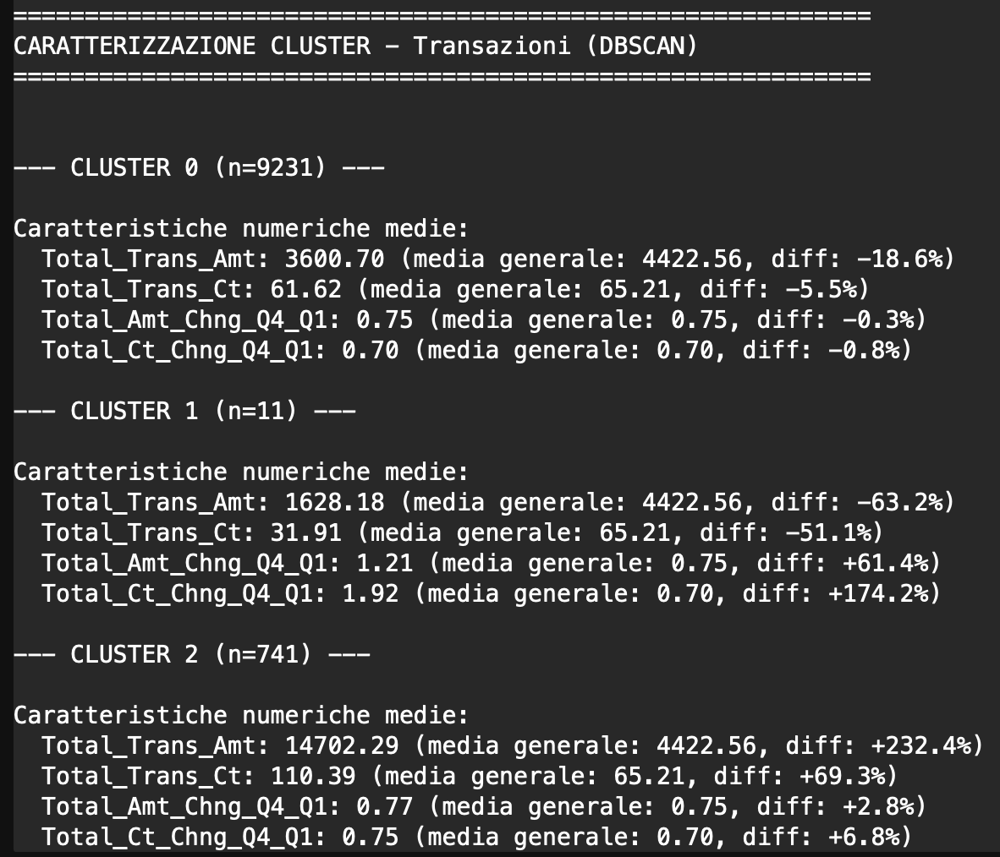 ============================================================
CARATTERIZZAZIONE CLUSTER - Transazioni (DBSCAN)
============================================================
--- CLUSTER 0 (n=9231) ---
Caratteristiche numeriche medie:
  Total_Trans_Amt: 3600.70 (media generale: 4422.56, diff: -18.6%)
  Total_Trans_Ct: 61.62 (media generale: 65.21, diff: -5.5%)
  Total_Amt_Chng_Q4_Q1: 0.75 (media generale: 0.75, diff: -0.3%)
  Total_Ct_Chng_Q4_Q1: 0.70 (media generale: 0.70, diff: -0.8%)
--- CLUSTER 1 (n=11) ---
Caratteristiche numeriche medie:
  Total_Trans_Amt: 1628.18 (media generale: 4422.56, diff: -63.2%)
  Total_Trans_Ct: 31.91 (media generale: 65.21, diff: -51.1%)
  Total_Amt_Chng_Q4_Q1: 1.21 (media generale: 0.75, diff: +61.4%)
  Total_Ct_Chng_Q4_Q1: 1.92 (media generale: 0.70, diff: +174.2%)
--- CLUSTER 2 (n=741) ---
Caratteristiche numeriche medie:
  Total_Trans_Amt: 14702.29 (media generale: 4422.56, diff: +232.4%)
  Total_Trans_Ct: 110.39 (media generale: 65.21, diff: +69.3%)
  Total_Amt_Chng_Q4_Q1: 0.77 (media generale: 0.75, diff: +2.8%)
  Total_Ct_Chng_Q4_Q1: 0.75 (media generale: 0.70, diff: +6.8%)